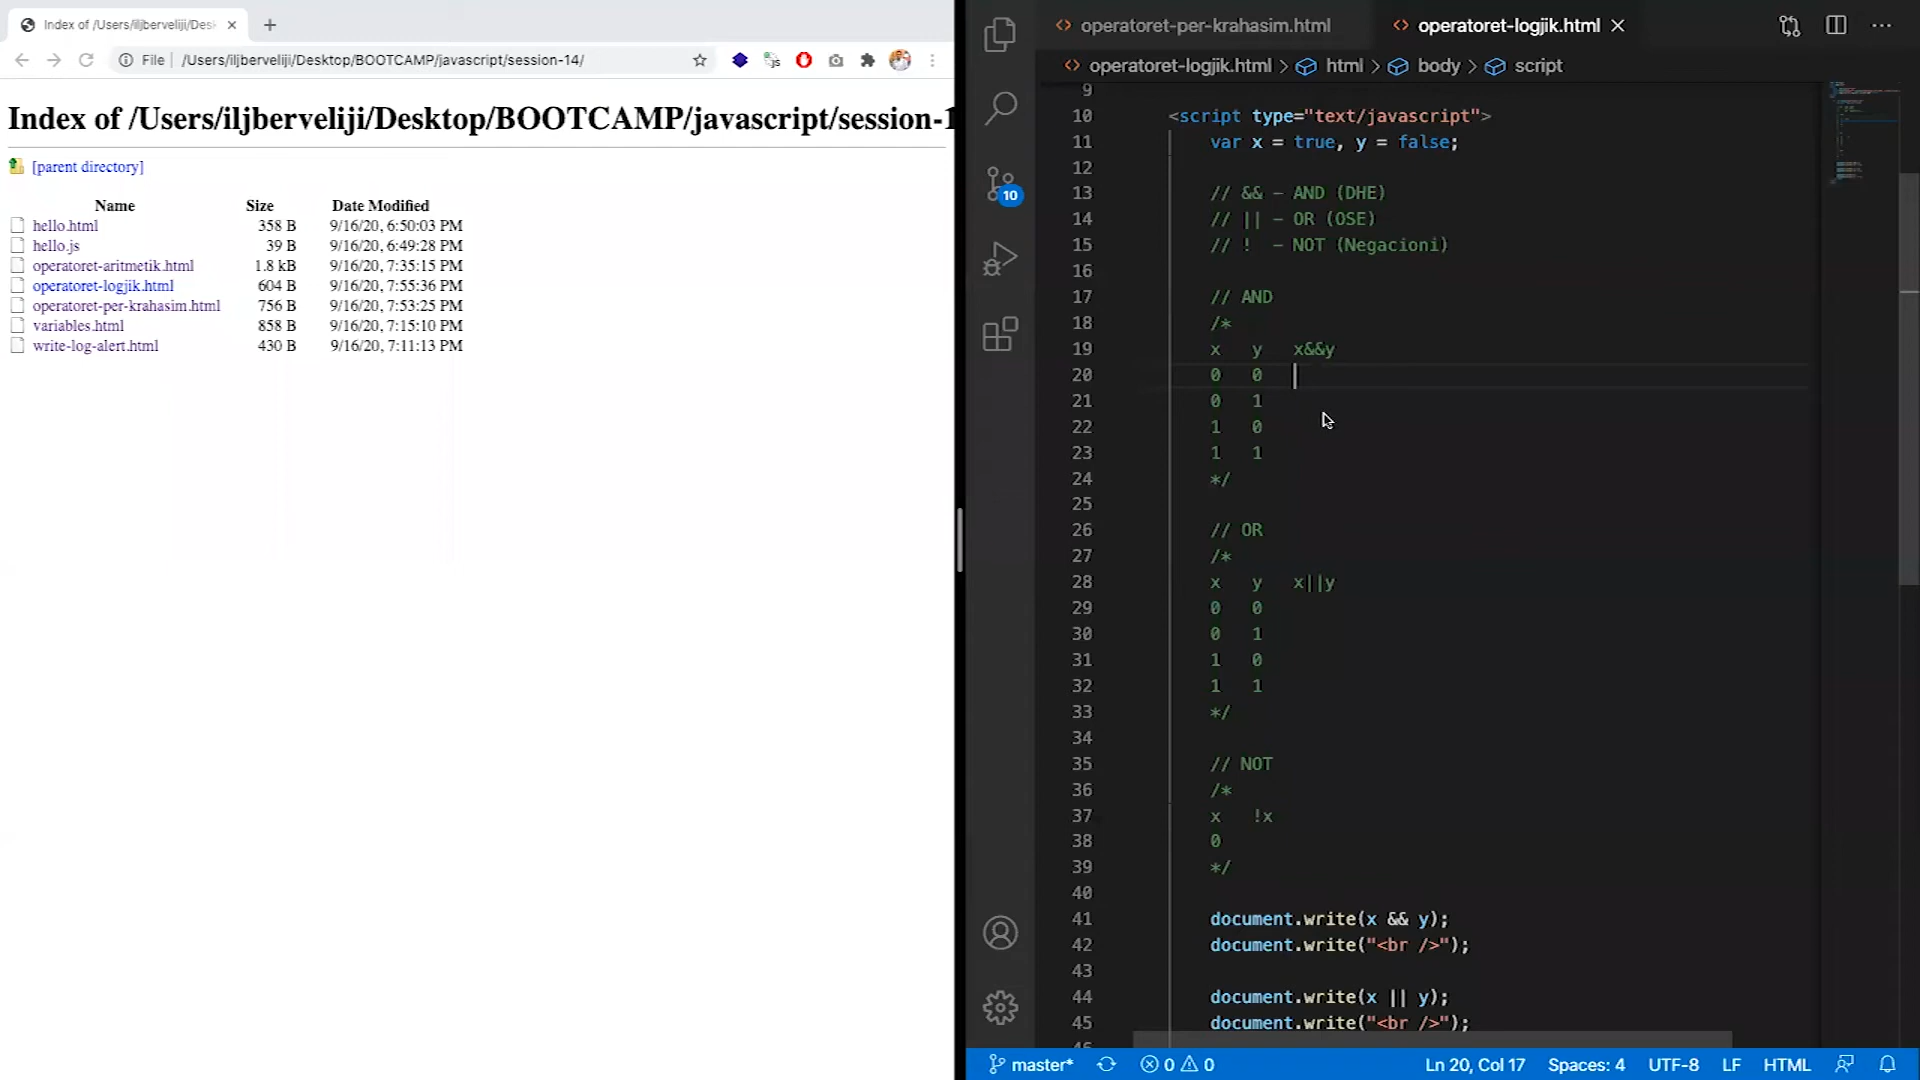 Index of /Users/iljberveliji/Des
File /Users/iljberveliji/Desktop/BOOTCAMP/javascript/session-14/
Index of /Users/iljberveliji/Desktop/BOOTCAMP/javascript/session-1
[parent directory]
Name Size Date Modified
hello.html 358 B 9/16/20, 6:50:03 PM
hello.js 39 B 9/16/20, 6:49:28 PM
operatoret-aritmetik.html 1.8 kB 9/16/20, 7:35:15 PM
operatoret-logjik.html 604 B 9/16/20, 7:55:36 PM
operatoret-per-krahasim.html 756 B 9/16/20, 7:53:25 PM
variables.html 858 B 9/16/20, 7:15:10 PM
write-log-alert.html 430 B 9/16/20, 7:11:13 PM
10
operatoret-per-krahasim.html operatoret-logjik.html
operatoret-logjik.html > html > body > script
9
10 <script type="text/javascript">
11 var x = true, y = false;
12
13 // && - AND (DHE)
14 // || - OR (OSE)
15 // ! - NOT (Negacioni)
16
17 // AND
18 /*
19 x y x&&y
20 0 0
21 0 1
22 1 0
23 1 1
24 */
25
26 // OR
27 /*
28 x y x||y
29 0 0
30 0 1
31 1 0
32 1 1
33 */
34
35 // NOT
36 /*
37 x !x
38 0
39 */
40
41 document.write(x && y);
42 document.write("<br />");
43
44 document.write(x || y);
45 document.write("<br />");
master* 0 0 Ln 20, Col 17 Spaces: 4 UTF-8 LF HTML